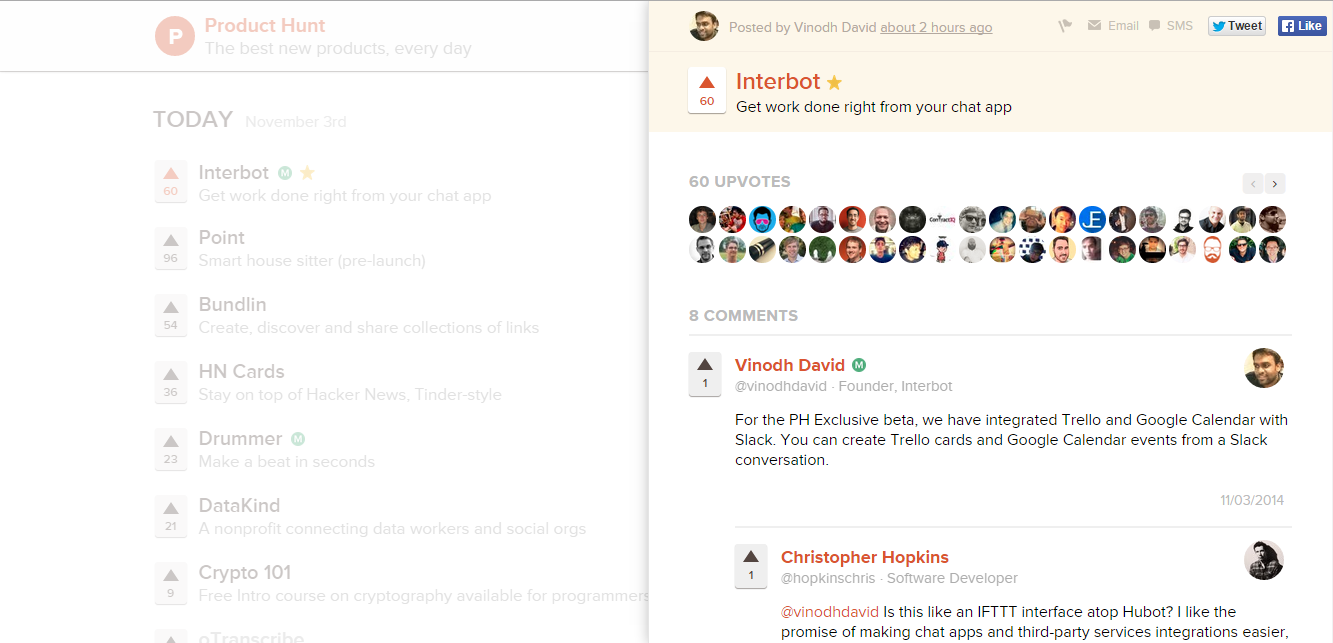 P
Product Hunt
The best new products, every day
TODAY November 3rd
60
Interbot M
Get work done right from your chat app
96
Point
Smart house sitter (pre-launch)
54
Bundlin
Create, discover and share collections of links
36
HN Cards
Stay on top of Hacker News, Tinder-style
23
Drummer M
Make a beat in seconds
21
DataKind
A nonprofit connecting data workers and social orgs
9
Crypto 101
Free Intro course on cryptography available for programmers
oTranscribe
Posted by Vinodh David about 2 hours ago
Email SMS Tweet Like
60
Interbot
Get work done right from your chat app
60 UPVOTES
ContractIQ
JE
8 COMMENTS
1
Vinodh David M
@vinodhdavid · Founder, Interbot
For the PH Exclusive beta, we have integrated Trello and Google Calendar with
Slack. You can create Trello cards and Google Calendar events from a Slack
conversation.
11/03/2014
1
Christopher Hopkins
@hopkinschris · Software Developer
@vinodhdavid Is this like an IFTTT interface atop Hubot? I like the
promise of making chat apps and third-party services integrations easier,